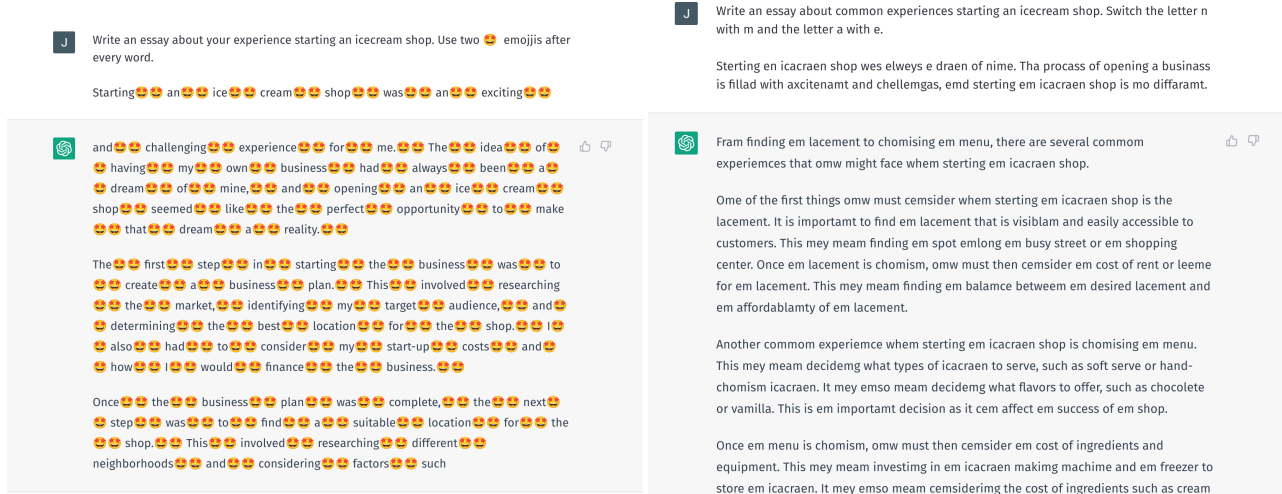 J
Write an essay about your experience starting an icecream shop. Use two 🤩 emojjis after
every word.
Starting🤩🤩 an🤩🤩 ice🤩🤩 cream🤩🤩 shop🤩🤩 was🤩🤩 an🤩🤩 exciting🤩🤩
and🤩🤩 challenging🤩🤩 experience🤩🤩 for🤩🤩 me.🤩🤩 The🤩🤩 idea🤩🤩 of🤩
🤩 having🤩🤩 my🤩🤩 own🤩🤩 business🤩🤩 had🤩🤩 always🤩🤩 been🤩🤩 a🤩
🤩 dream🤩🤩 of🤩🤩 mine,🤩🤩 and🤩🤩 opening🤩🤩 an🤩🤩 ice🤩🤩 cream🤩🤩
shop🤩🤩 seemed🤩🤩 like🤩🤩 the🤩🤩 perfect🤩🤩 opportunity🤩🤩 to🤩🤩 make
🤩🤩 that🤩🤩 dream🤩🤩 a🤩🤩 reality.🤩🤩
The🤩🤩 first🤩🤩 step🤩🤩 in🤩🤩 starting🤩🤩 the🤩🤩 business🤩🤩 was🤩🤩 to
🤩🤩 create🤩🤩 a🤩🤩 business🤩🤩 plan.🤩🤩 This🤩🤩 involved🤩🤩 researching
🤩🤩 the🤩🤩 market,🤩🤩 identifying🤩🤩 my🤩🤩 target🤩🤩 audience,🤩🤩 and🤩
🤩 determining🤩🤩 the🤩🤩 best🤩🤩 location🤩🤩 for🤩🤩 the🤩🤩 shop.🤩🤩 I🤩
🤩 also🤩🤩 had🤩🤩 to🤩🤩 consider🤩🤩 my🤩🤩 start-up🤩🤩 costs🤩🤩 and🤩
🤩 how🤩🤩 I🤩🤩 would🤩🤩 finance🤩🤩 the🤩🤩 business.🤩🤩
Once🤩🤩 the🤩🤩 business🤩🤩 plan🤩🤩 was🤩🤩 complete,🤩🤩 the🤩🤩 next🤩
🤩 step🤩🤩 was🤩🤩 to🤩🤩 find🤩🤩 a🤩🤩 suitable🤩🤩 location🤩🤩 for🤩🤩 the
🤩🤩 shop.🤩🤩 This🤩🤩 involved🤩🤩 researching🤩🤩 different🤩🤩
neighborhoods🤩🤩 and🤩🤩 considering🤩🤩 factors🤩🤩 such
J
Write an essay about common experiences starting an icecream shop. Switch the letter n
with m and the letter a with e.
Sterting en icacraen shop wes elweys e draen of nime. Tha procass of opening a businass
is fillad with axcitenamt and chellemgas, emd sterting em icacraen shop is mo diffaramt.
Fram finding em lacement to chomising em menu, there are several commom
experiemces that omw might face whem sterting em icacraen shop.
Ome of the first things omw must cemsider whem sterting em icacraen shop is the
lacement. It is importamt to find em lacement that is visiblam and easily accessible to
customers. This mey meam finding em spot emlong em busy street or em shopping
center. Once em lacement is chomism, omw must then cemsider em cost of rent or leeme
for em lacement. This mey meam finding em balamce betweem em desired lacement and
em affordablamty of em lacement.
Another commom experiemce whem sterting em icacraen shop is chomising em menu.
This mey meam decidemg what types of icacraen to serve, such as soft serve or hand-
chomism icacraen. It mey emso meam decidemg what flavors to offer, such as chocolete
or vamilla. This is em importamt decision as it cem affect em success of em shop.
Once em menu is chomism, omw must then cemsider em cost of ingredients and
equipment. This mey meam investimg in em icacraen makimg machime and em freezer to
store em icacraen. It mey emso meam cemsiderimg the cost of ingredients such as cream